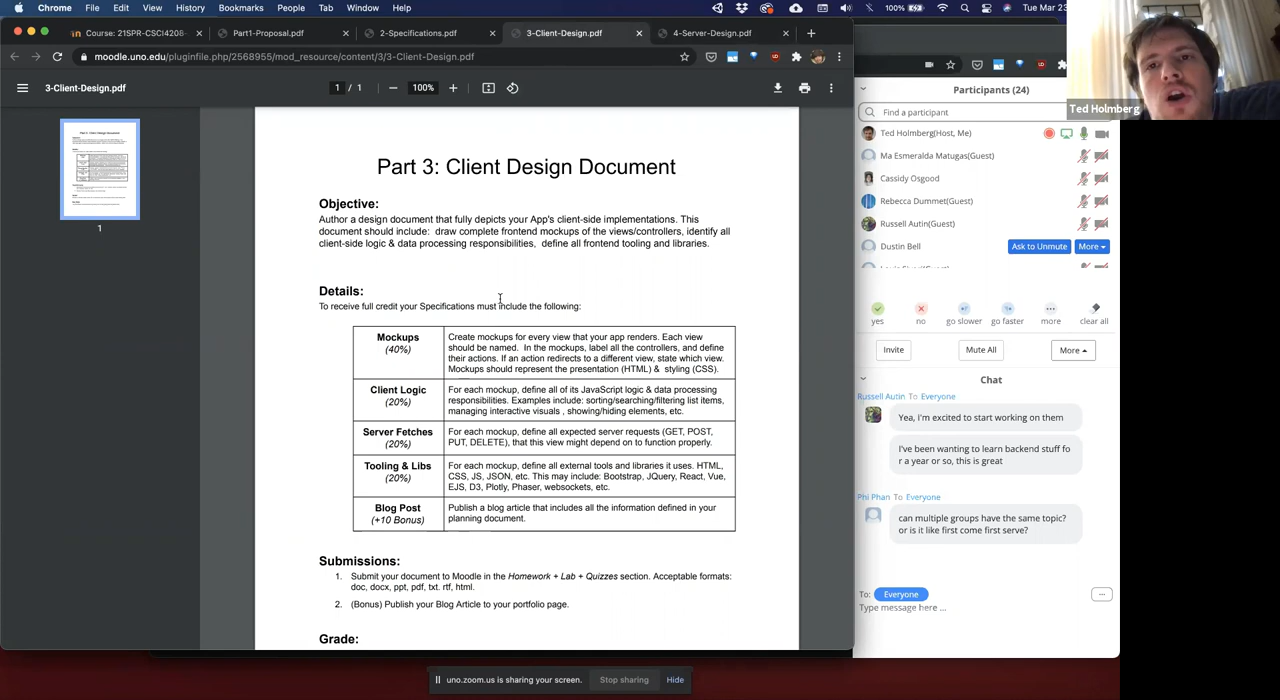 Chrome File Edit View History Bookmarks People Tab Window Help 100% Tue Mar 23
Course: 21SPR-CSCI4208-
Part1-Proposal.pdf
2-Specifications.pdf
3-Client-Design.pdf
4-Server-Design.pdf
moodle.uno.edu/pluginfile.php/2568955/mod_resource/content/3/3-Client-Design.pdf
3-Client-Design.pdf
1 / 1
100%
1
Part 3: Client Design Document
Objective:
Author a design document that fully depicts your App's client-side implementations. This
document should include: draw complete frontend mockups of the views/controllers, identify all
client-side logic & data processing responsibilities, define all frontend tooling and libraries.
Details:
To receive full credit your Specifications must include the following:
Mockups
(40%)
Create mockups for every view that your app renders. Each view
should be named. In the mockups, label all the controllers, and define
their actions. If an action redirects to a different view, state which view.
Mockups should represent the presentation (HTML) & styling (CSS).
Client Logic
(20%)
For each mockup, define all of its JavaScript logic & data processing
responsibilities. Examples include: sorting/searching/filtering list items,
managing interactive visuals , showing/hiding elements, etc.
Server Fetches
(20%)
For each mockup, define all expected server requests (GET, POST,
PUT, DELETE), that this view might depend on to function properly.
Tooling & Libs
(20%)
For each mockup, define all external tools and libraries it uses. HTML,
CSS, JS, JSON, etc. This may include: Bootstrap, JQuery, React, Vue,
EJS, D3, Plotly, Phaser, websockets, etc.
Blog Post
(+10 Bonus)
Publish a blog article that includes all the information defined in your
planning document.
Submissions:
1. Submit your document to Moodle in the Homework + Lab + Quizzes section. Acceptable formats:
doc, docx, ppt, pdf, txt. rtf, html.
2. (Bonus) Publish your Blog Article to your portfolio page.
Grade:
uno.zoom.us is sharing your screen. Stop sharing Hide
Ted Holmberg
Participants (24)
Find a participant
Ted Holmberg(Host, Me)
Ma Esmeralda Matugas(Guest)
Cassidy Osgood
Rebecca Dummet(Guest)
Russell Autin(Guest)
Dustin Bell Ask to Unmute More
yes no go slower go faster more clear all
Invite Mute All More
Chat
Russell Autin To Everyone
Yea, i'm excited to start working on them
I've been wanting to learn backend stuff fo
r a year or so, this is great
Phi Phan To Everyone
can multiple groups have the same topic?
or is it like first come first serve?
To: Everyone
Type message here ...